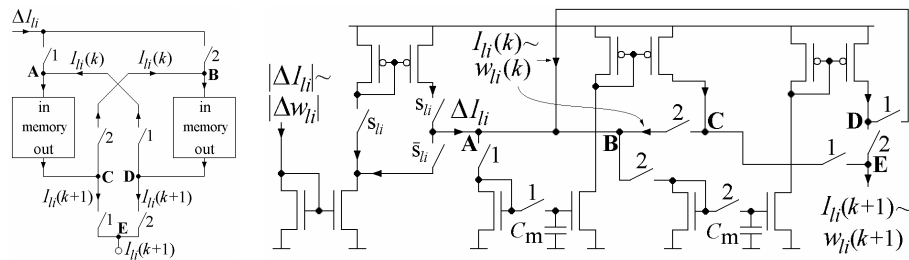 ΔI_li
1
I_li(k)
I_li(k)
2
A
B
in
memory
out
in
memory
out
2
1
C
D
I_li(k+1)
I_li(k+1)
1
E
2
I_li(k+1)
|ΔI_li|~
|Δw_li|
s_li
s_li
s̄_li
ΔI_li
A
I_li(k)~
w_li(k)
1
1
C_m
B
2
2
2
C
C_m
D
1
2
1
E
I_li(k+1)~
w_li(k+1)